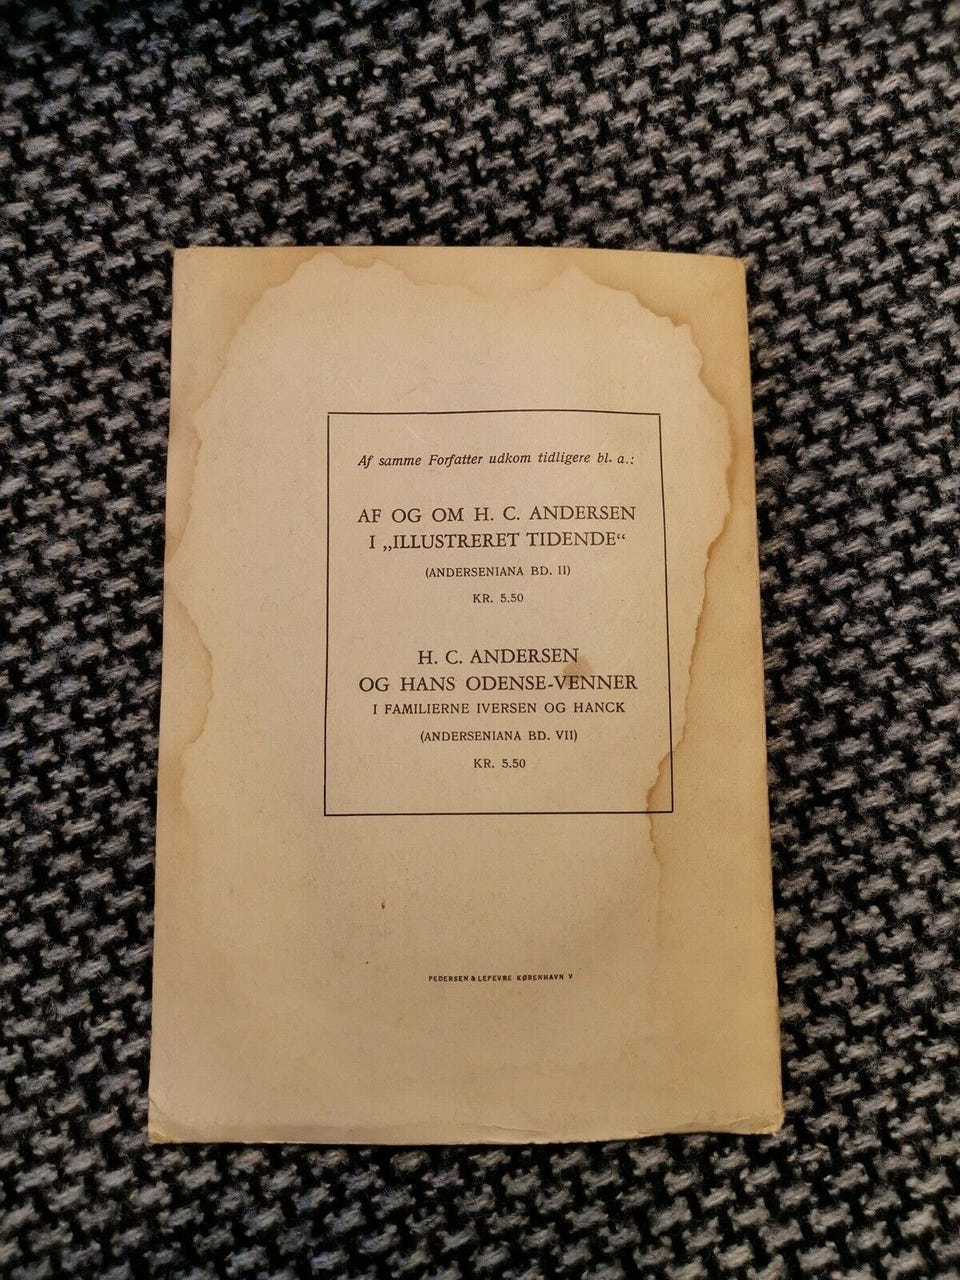 Af samme Forfatter udkom tidligere bl. a.:
AF OG OM H. C. ANDERSEN
I „ILLUSTRERET TIDENDE“
(ANDERSENIANA BD. II)
KR. 5.50
H. C. ANDERSEN
OG HANS ODENSE-VENNER
I FAMILIERNE IVERSEN OG HANCK
(ANDERSENIANA BD. VII)
KR. 5.50
PEDERSEN & LEFEVRE KØBENHAVN V